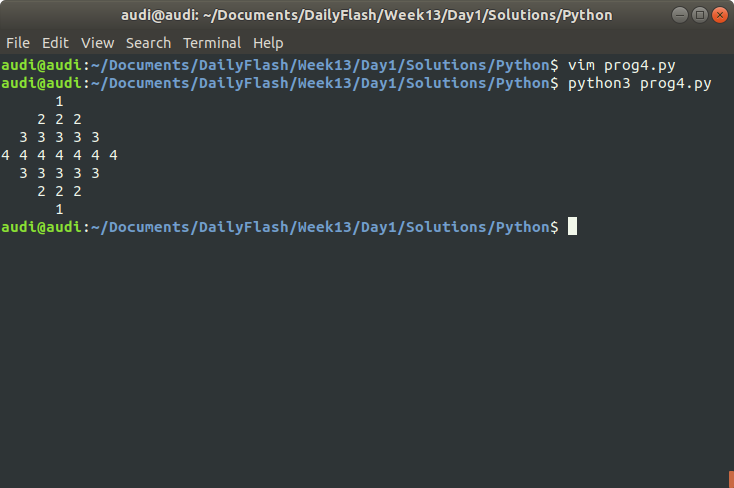 audi@audi: ~/Documents/DailyFlash/Week13/Day1/Solutions/Python
File Edit View Search Terminal Help
audi@audi:~/Documents/DailyFlash/Week13/Day1/Solutions/Python$ vim prog4.py
audi@audi:~/Documents/DailyFlash/Week13/Day1/Solutions/Python$ python3 prog4.py
      1
    2 2 2
  3 3 3 3 3
4 4 4 4 4 4 4
  3 3 3 3 3
    2 2 2
      1
audi@audi:~/Documents/DailyFlash/Week13/Day1/Solutions/Python$